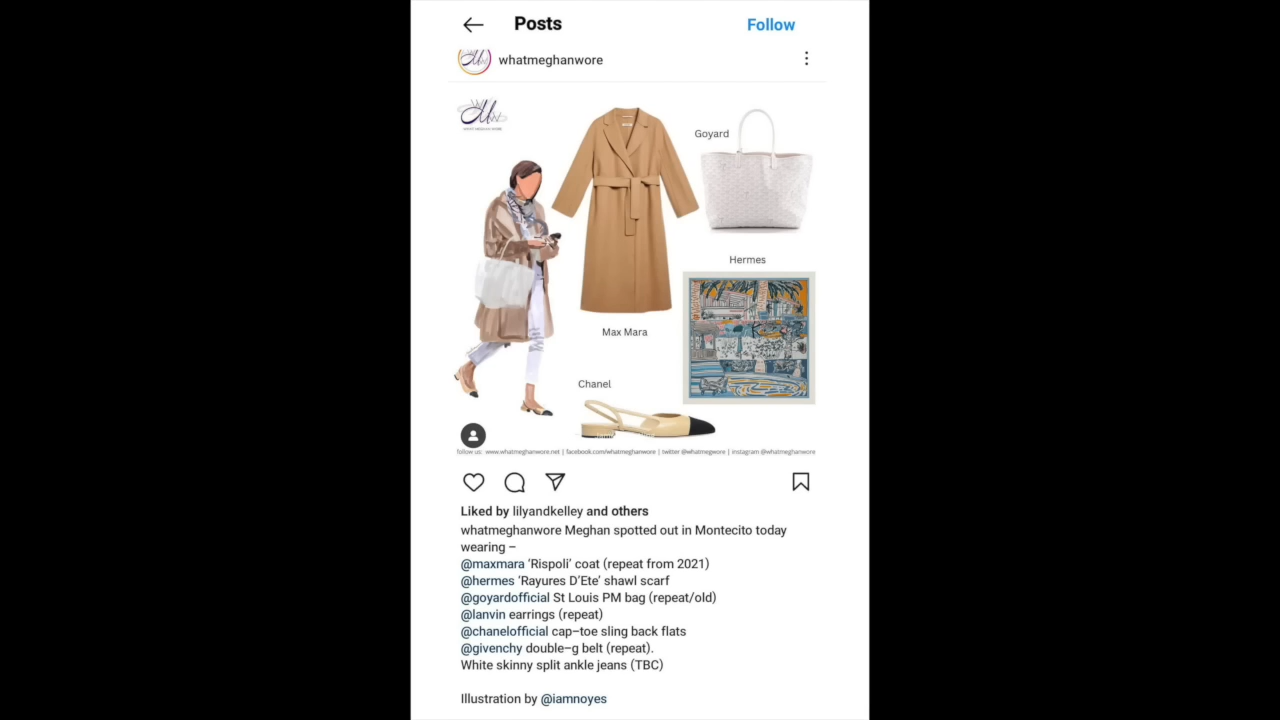 Posts
Follow
whatmeghanwore
WHAT MEGHAN WORE
Goyard
Hermes
Max Mara
Chanel
follow us: www.whatmeghanwore.net | facebook.com/whatmeghanwore | twitter @whatmegwore | instagram @whatmeghanwore
Liked by lilyandkelley and others
whatmeghanwore Meghan spotted out in Montecito today
wearing –
@maxmara ‘Rispoli’ coat (repeat from 2021)
@hermes ‘Rayures D’Ete’ shawl scarf
@goyardofficial St Louis PM bag (repeat/old)
@lanvin earrings (repeat)
@chanelofficial cap–toe sling back flats
@givenchy double–g belt (repeat).
White skinny split ankle jeans (TBC)
Illustration by @iamnoyes